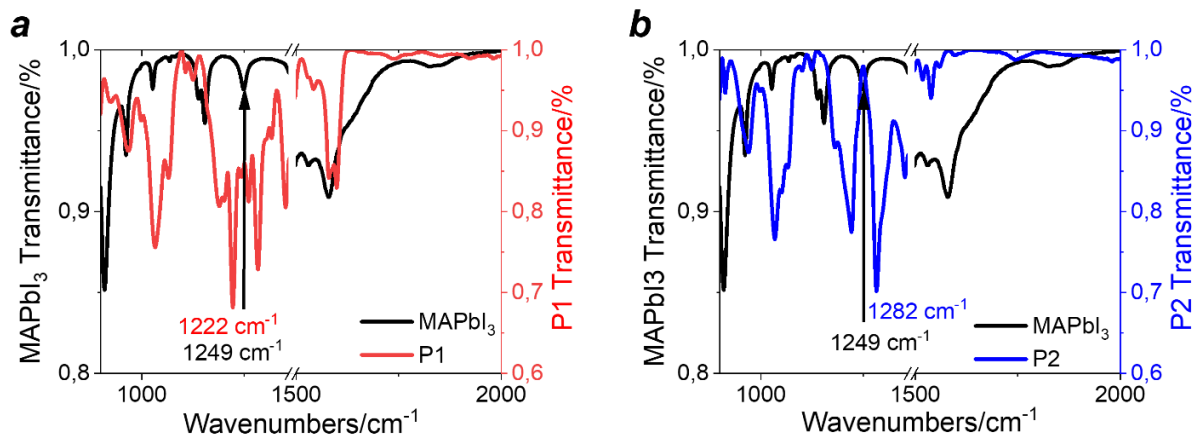 a
MAPbI₃ Transmittance/%
1,0
0,9
0,8
1000
1500
2000
Wavenumbers/cm⁻¹
1222 cm⁻¹
1249 cm⁻¹
MAPbI₃
P1
1,0
0,9
0,8
0,7
0,6
P1 Transmittance/%
b
MAPbI3 Transmittance/%
1,0
0,9
0,8
1000
1500
2000
Wavenumbers/cm⁻¹
1282 cm⁻¹
1249 cm⁻¹
MAPbI₃
P2
1,0
0,9
0,8
0,7
0,6
P2 Transmittance/%